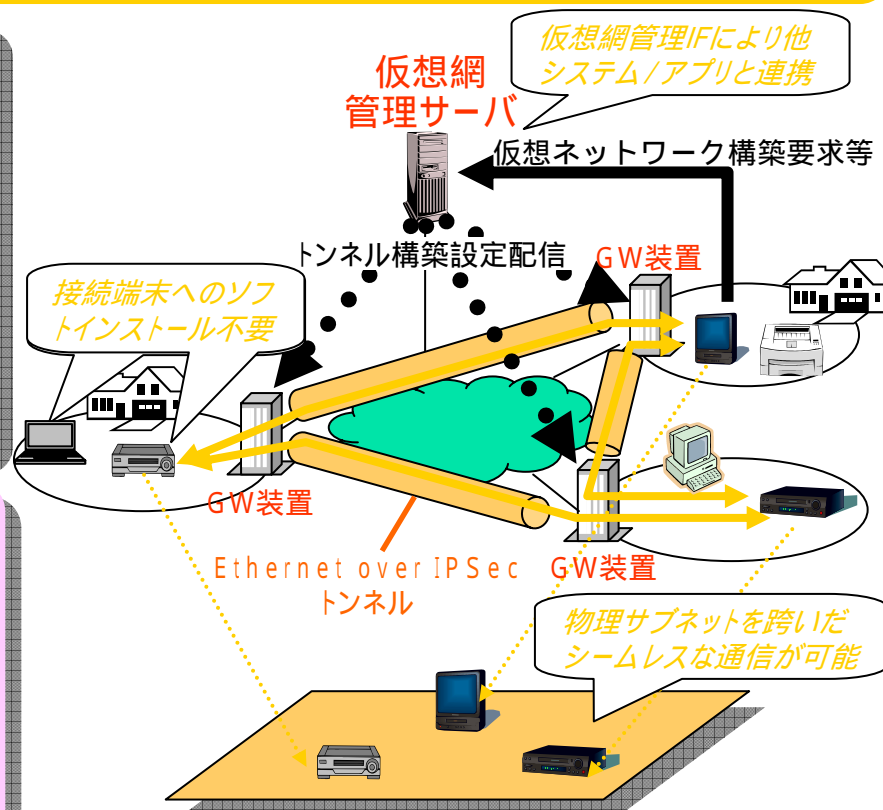 仮想網管理IFにより他
システム/アプリと連携
仮想網
管理サーバ
仮想ネットワーク構築要求等
トンネル構築設定配信
GW装置
接続端末へのソフ
トインストール不要
GW装置
Ethernet over IPSec
トンネル
GW装置
物理サブネットを跨いだ
シームレスな通信が可能